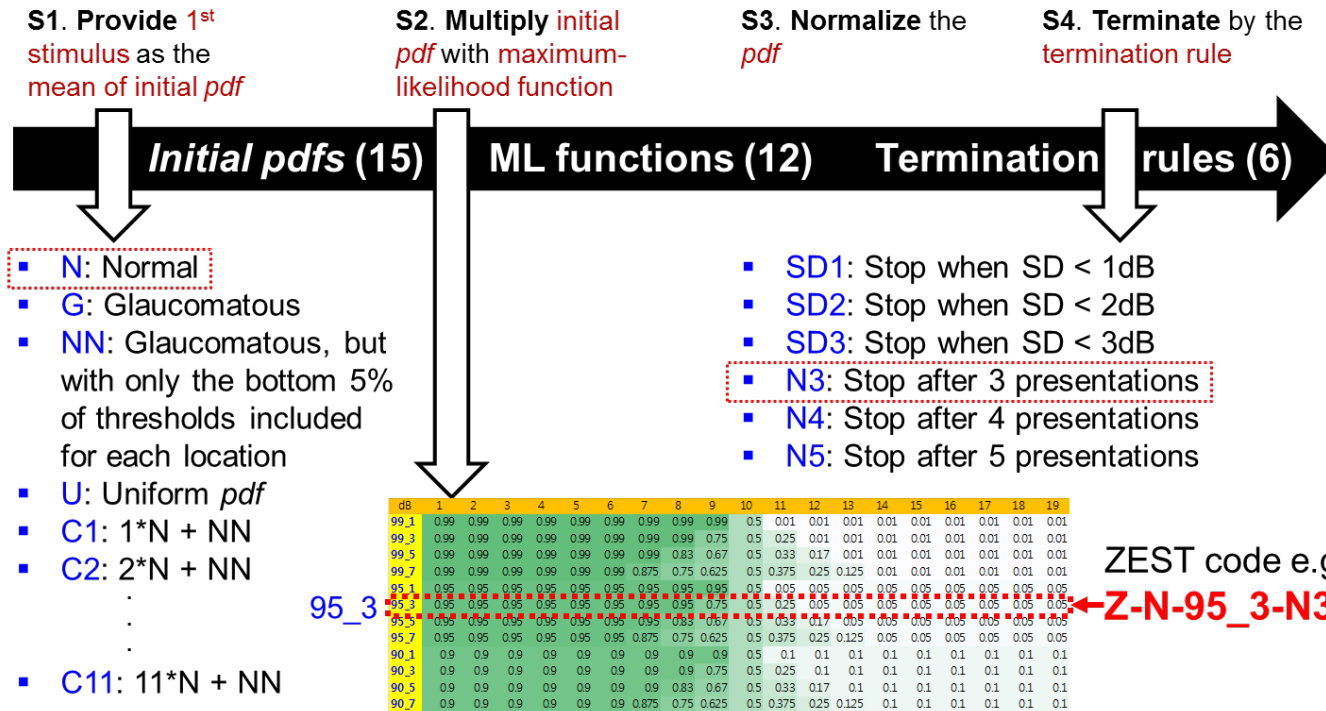 S1. Provide 1st
stimulus as the
mean of initial pdf
S2. Multiply initial
pdf with maximum-
likelihood function
S3. Normalize the
pdf
S4. Terminate by the
termination rule
Initial pdfs (15)
ML functions (12)
Termination rules (6)
▪ N: Normal
▪ G: Glaucomatous
▪ NN: Glaucomatous, but
with only the bottom 5%
of thresholds included
for each location
▪ U: Uniform pdf
▪ C1: 1*N + NN
▪ C2: 2*N + NN
.
.
.
▪ C11: 11*N + NN
▪ SD1: Stop when SD < 1dB
▪ SD2: Stop when SD < 2dB
▪ SD3: Stop when SD < 3dB
▪ N3: Stop after 3 presentations
▪ N4: Stop after 4 presentations
▪ N5: Stop after 5 presentations
dB 1 2 3 4 5 6 7 8 9 10 11 12 13 14 15 16 17 18 19
99_1 0.99 0.99 0.99 0.99 0.99 0.99 0.99 0.99 0.99 0.5 0.01 0.01 0.01 0.01 0.01 0.01 0.01 0.01 0.01
99_3 0.99 0.99 0.99 0.99 0.99 0.99 0.99 0.99 0.75 0.5 0.25 0.01 0.01 0.01 0.01 0.01 0.01 0.01 0.01
99_5 0.99 0.99 0.99 0.99 0.99 0.99 0.99 0.83 0.67 0.5 0.33 0.17 0.01 0.01 0.01 0.01 0.01 0.01 0.01
99_7 0.99 0.99 0.99 0.99 0.99 0.99 0.875 0.75 0.625 0.5 0.375 0.25 0.125 0.01 0.01 0.01 0.01 0.01 0.01
95_1 0.95 0.95 0.95 0.95 0.95 0.95 0.95 0.95 0.95 0.5 0.05 0.05 0.05 0.05 0.05 0.05 0.05 0.05 0.05
95_3 0.95 0.95 0.95 0.95 0.95 0.95 0.95 0.95 0.75 0.5 0.25 0.05 0.05 0.05 0.05 0.05 0.05 0.05 0.05
95_5 0.95 0.95 0.95 0.95 0.95 0.95 0.95 0.83 0.67 0.5 0.33 0.17 0.05 0.05 0.05 0.05 0.05 0.05 0.05
95_7 0.95 0.95 0.95 0.95 0.95 0.95 0.875 0.75 0.625 0.5 0.375 0.25 0.125 0.05 0.05 0.05 0.05 0.05 0.05
90_1 0.9 0.9 0.9 0.9 0.9 0.9 0.9 0.9 0.9 0.5 0.1 0.1 0.1 0.1 0.1 0.1 0.1 0.1 0.1
90_3 0.9 0.9 0.9 0.9 0.9 0.9 0.9 0.9 0.75 0.5 0.25 0.1 0.1 0.1 0.1 0.1 0.1 0.1 0.1
90_5 0.9 0.9 0.9 0.9 0.9 0.9 0.9 0.83 0.67 0.5 0.33 0.17 0.1 0.1 0.1 0.1 0.1 0.1 0.1
90_7 0.9 0.9 0.9 0.9 0.9 0.9 0.875 0.75 0.625 0.5 0.375 0.25 0.125 0.1 0.1 0.1 0.1 0.1 0.1
95_3
ZEST code e.g
Z-N-95_3-N3